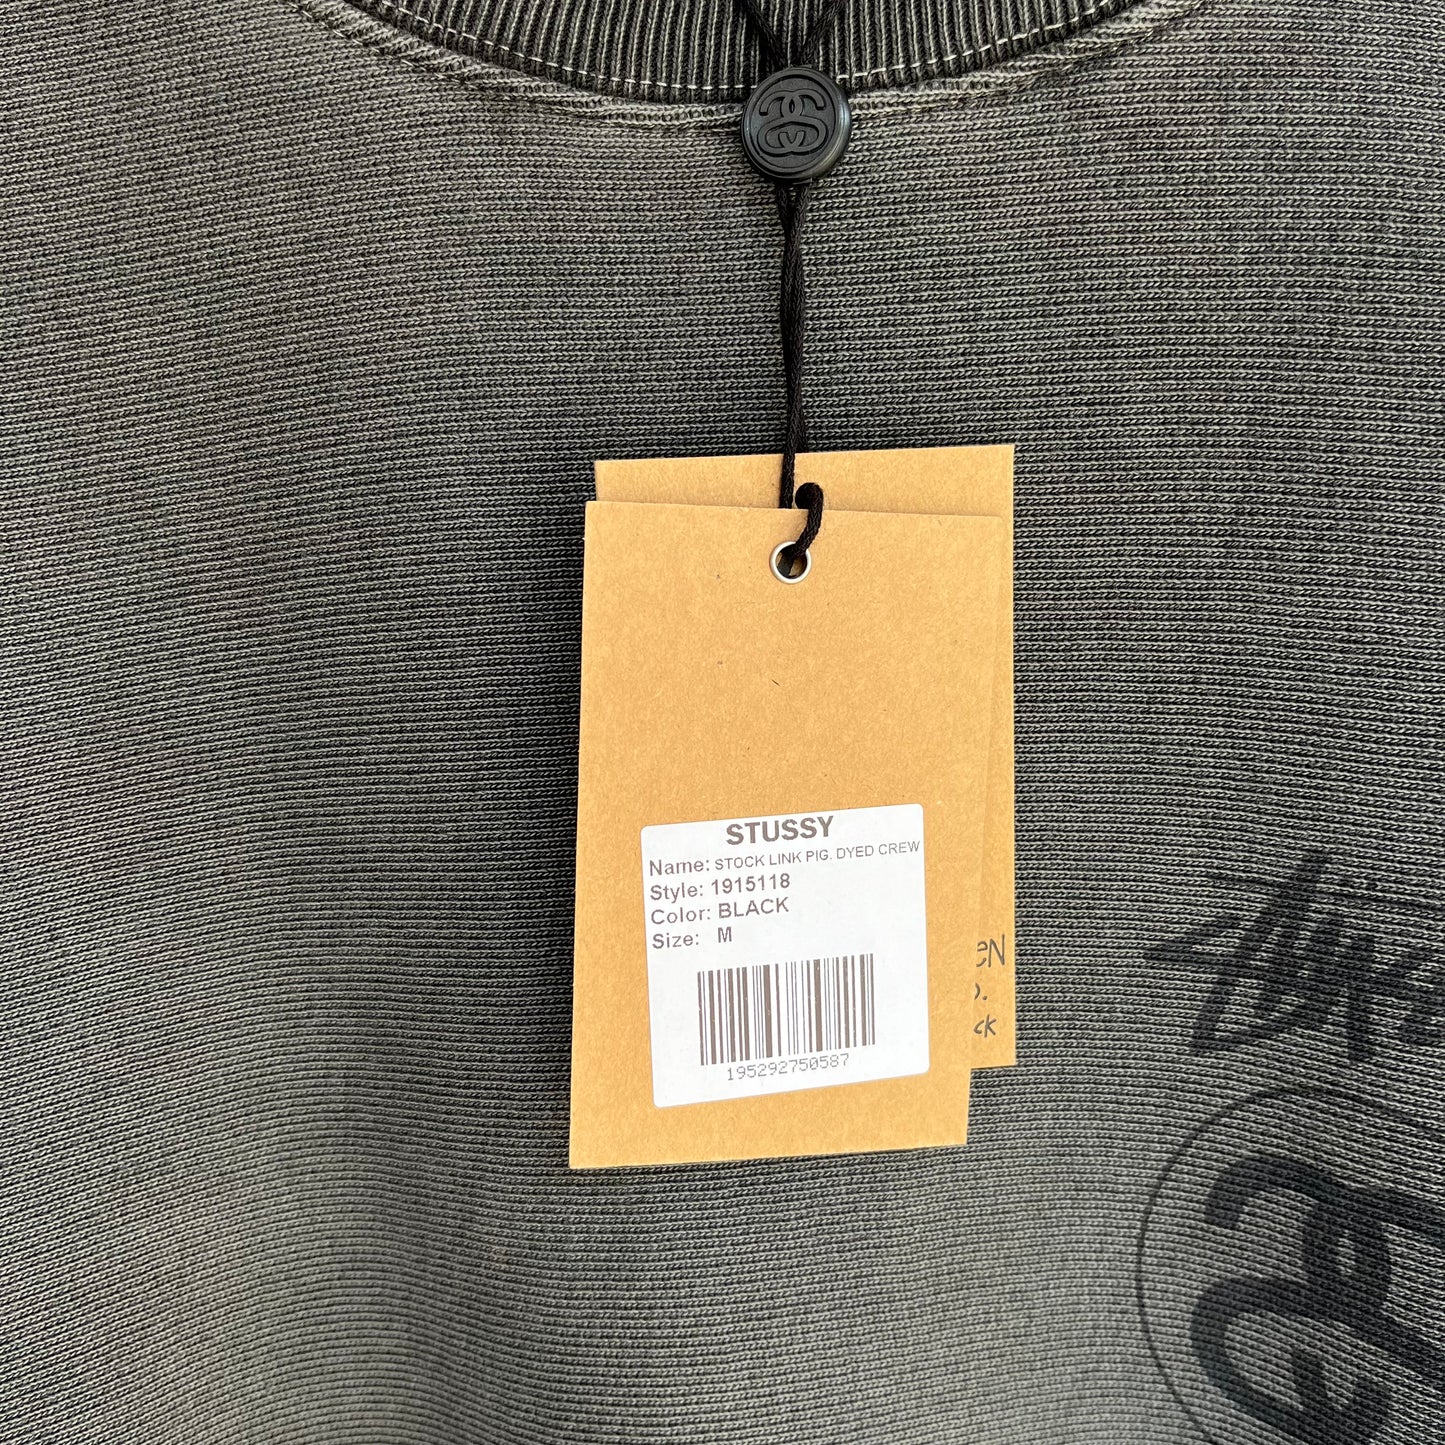 STUSSY
Name: STOCK LINK PIG. DYED CREW
Style: 1915118
Color: BLACK
Size: M
195292750587